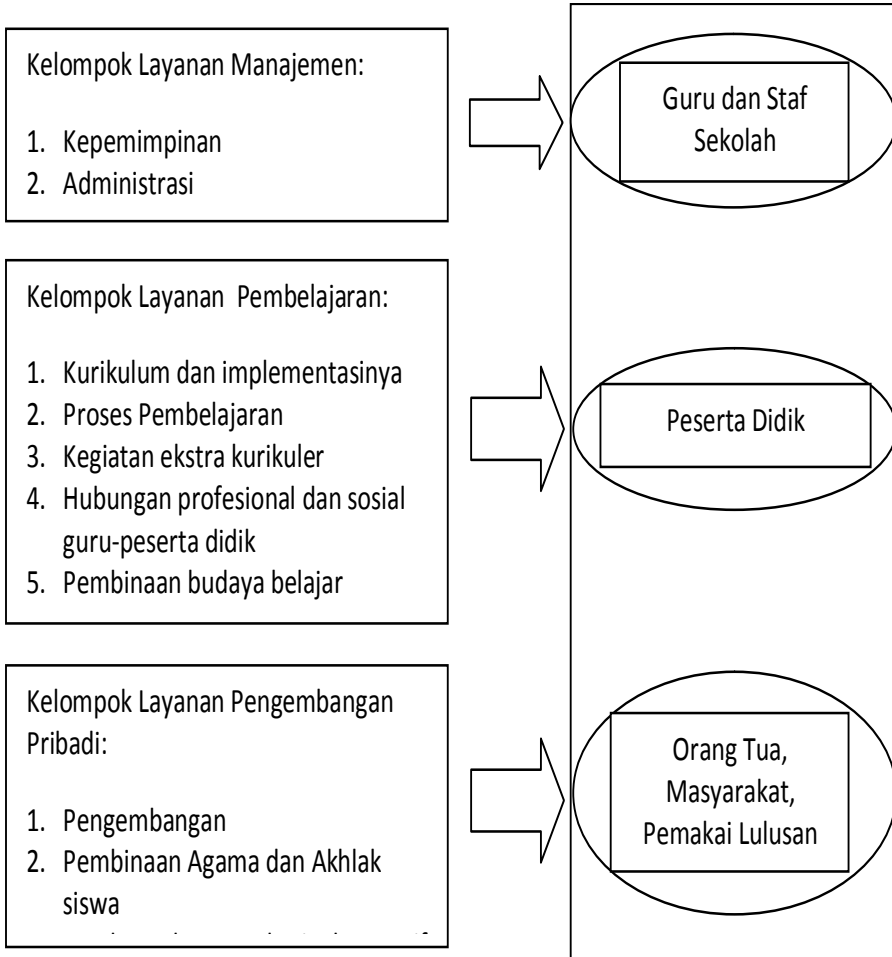 Kelompok Layanan Manajemen:
1. Kepemimpinan
2. Administrasi
Guru dan Staf
Sekolah
Kelompok Layanan Pembelajaran:
1. Kurikulum dan implementasinya
2. Proses Pembelajaran
3. Kegiatan ekstra kurikuler
4. Hubungan profesional dan sosial
guru-peserta didik
5. Pembinaan budaya belajar
Peserta Didik
Kelompok Layanan Pengembangan
Pribadi:
1. Pengembangan
2. Pembinaan Agama dan Akhlak
siswa
Orang Tua,
Masyarakat,
Pemakai Lulusan